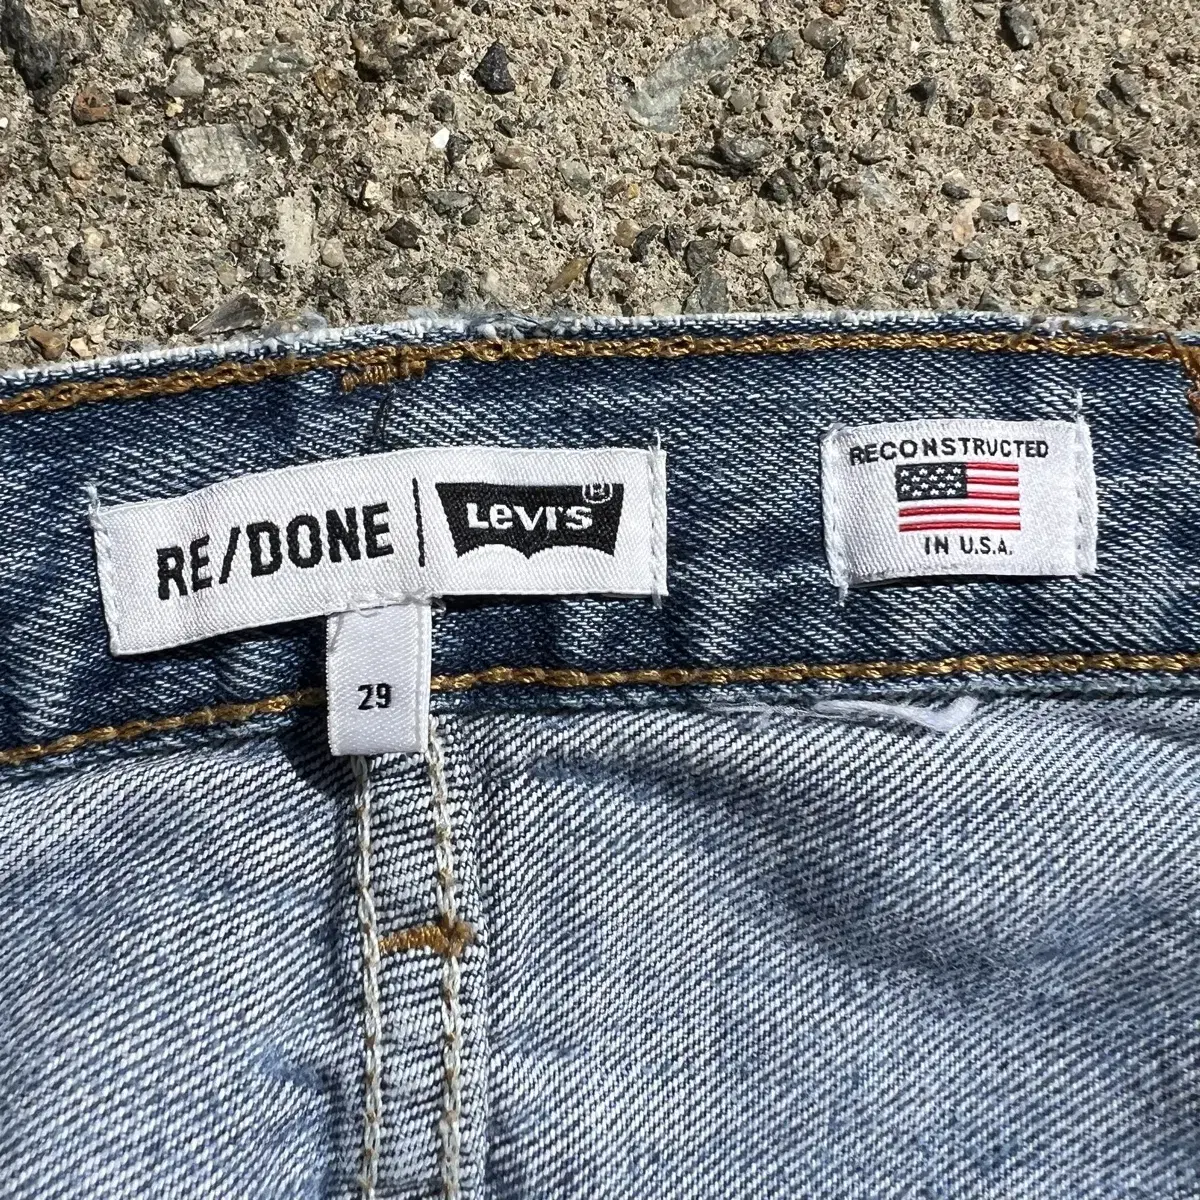 RE/DONE | Levi's ®
29
RECONSTRUCTED
IN U.S.A.